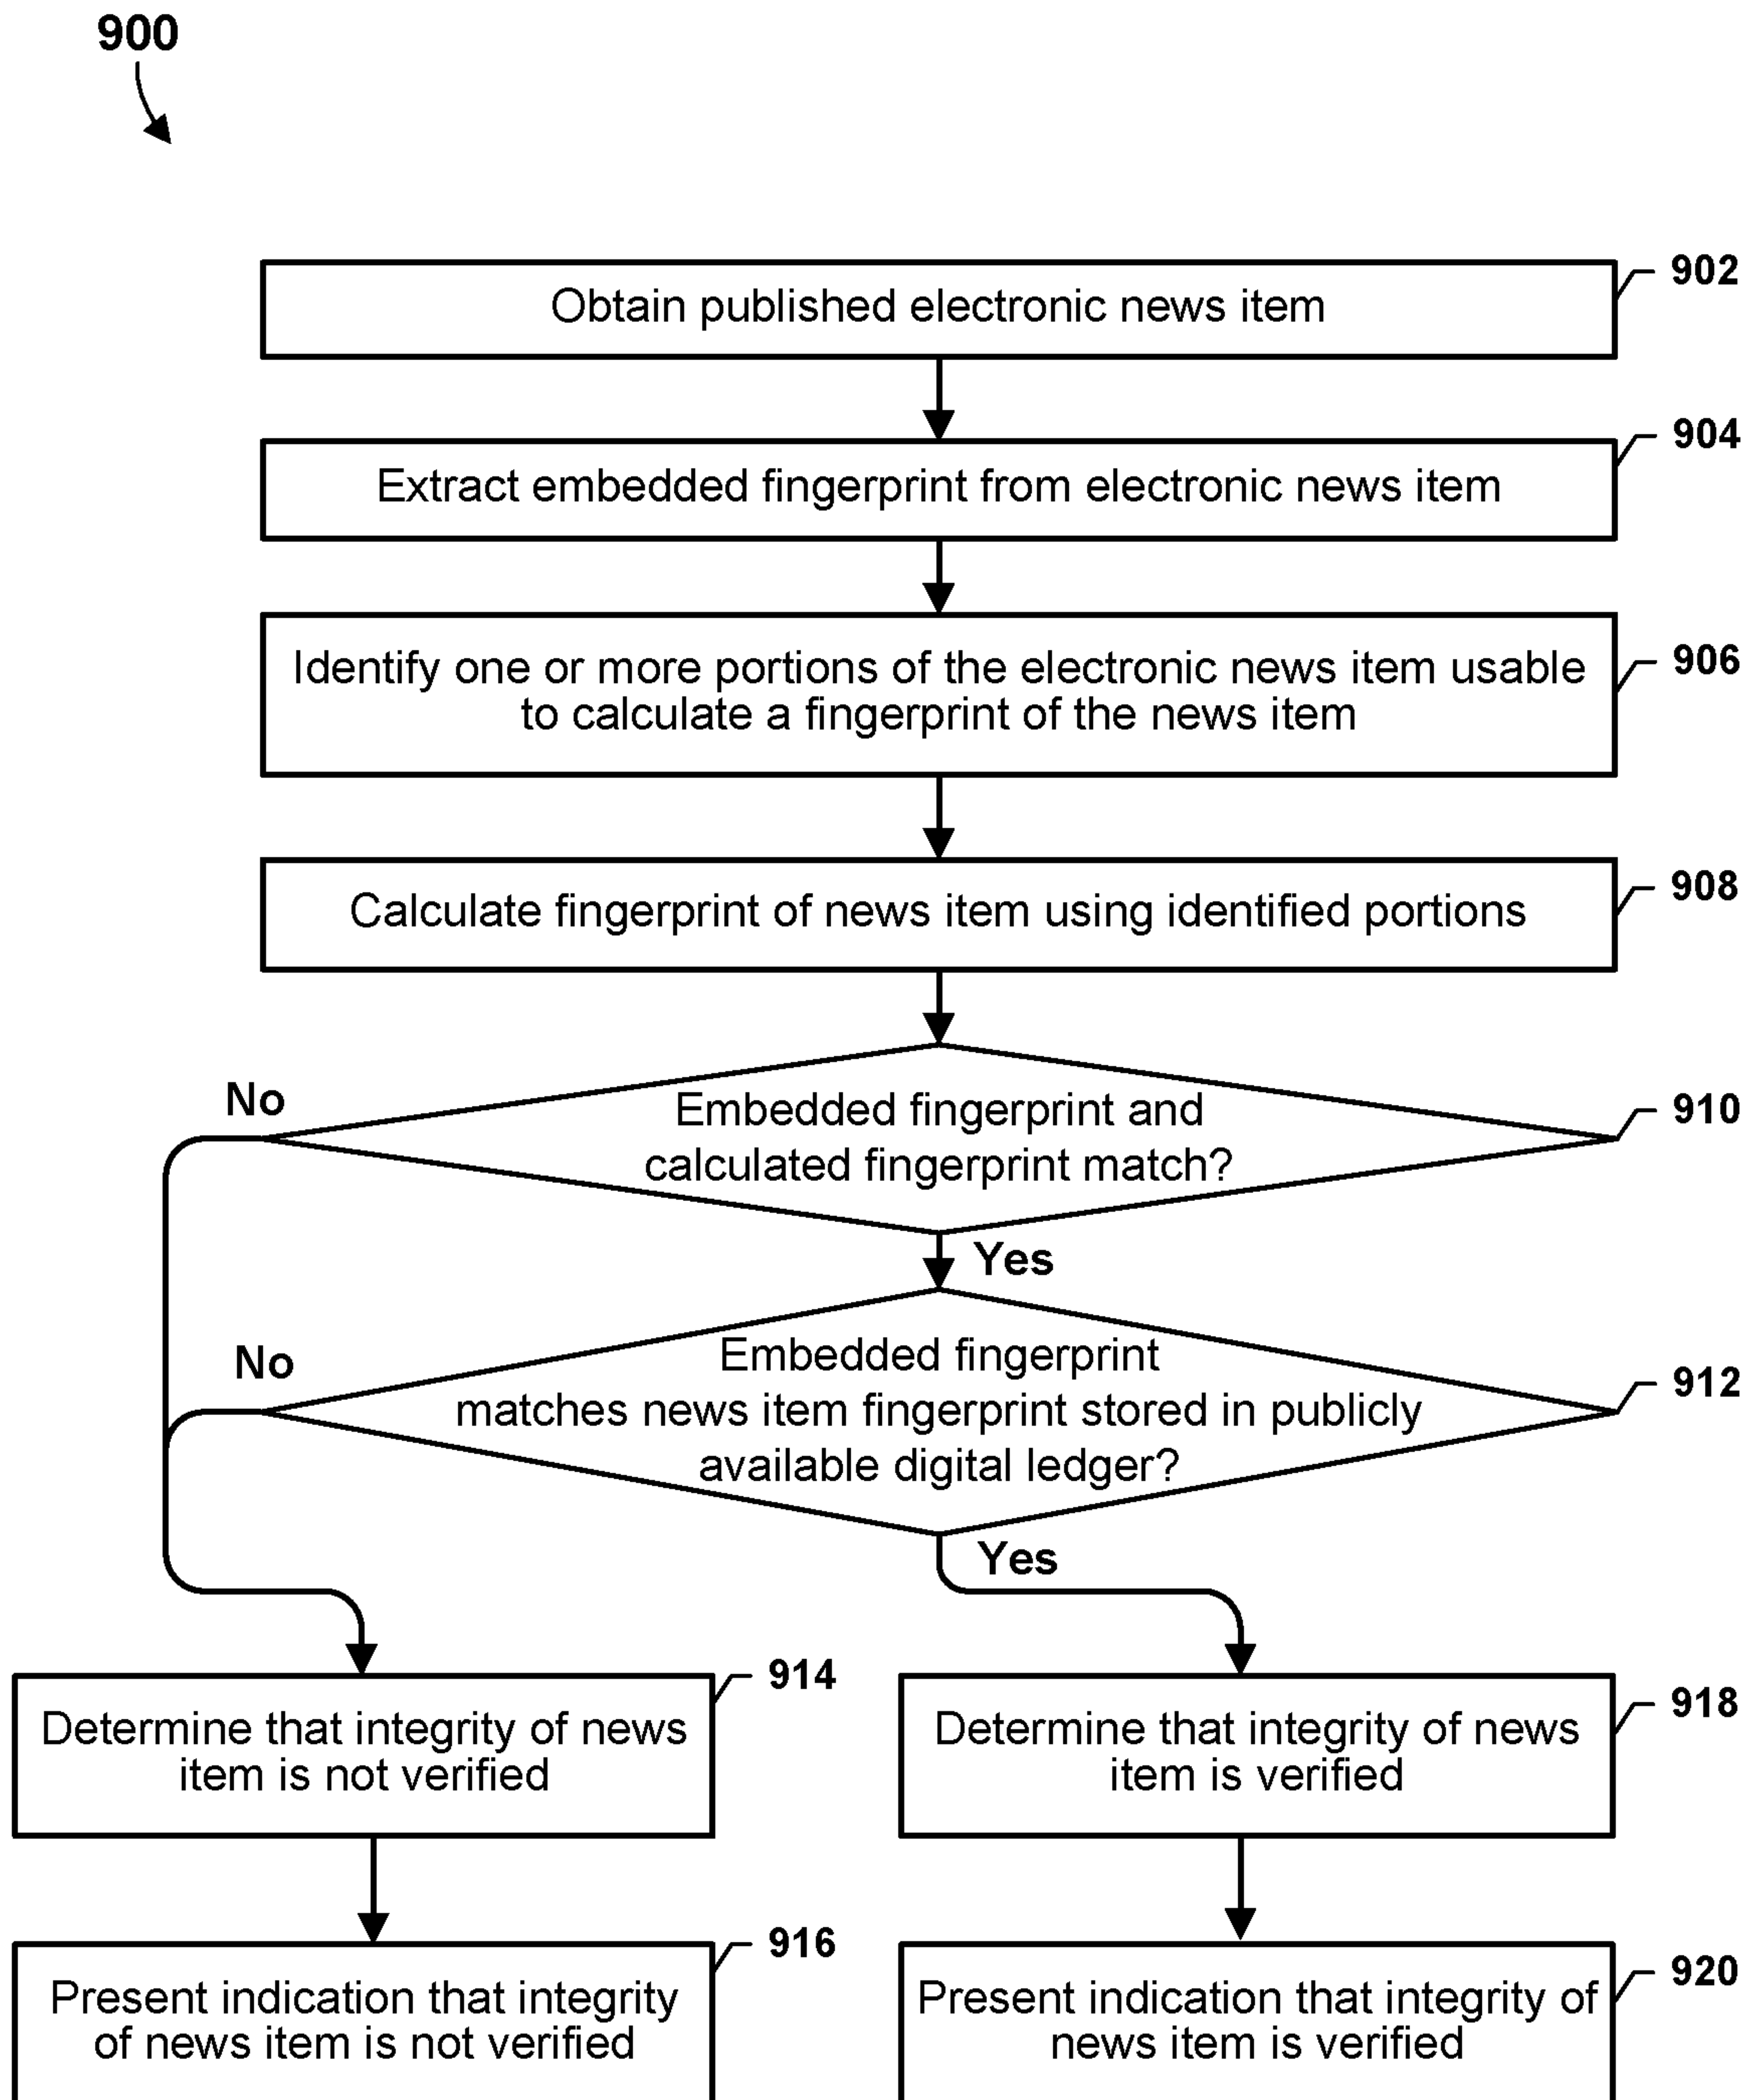 900
902
Obtain published electronic news item
904
Extract embedded fingerprint from electronic news item
906
Identify one or more portions of the electronic news item usable
to calculate a fingerprint of the news item
908
Calculate fingerprint of news item using identified portions
No
910
Embedded fingerprint and
calculated fingerprint match?
Yes
No
912
Embedded fingerprint
matches news item fingerprint stored in publicly
available digital ledger?
Yes
914
Determine that integrity of news
item is not verified
918
Determine that integrity of news
item is verified
916
Present indication that integrity
of news item is not verified
920
Present indication that integrity of
news item is verified